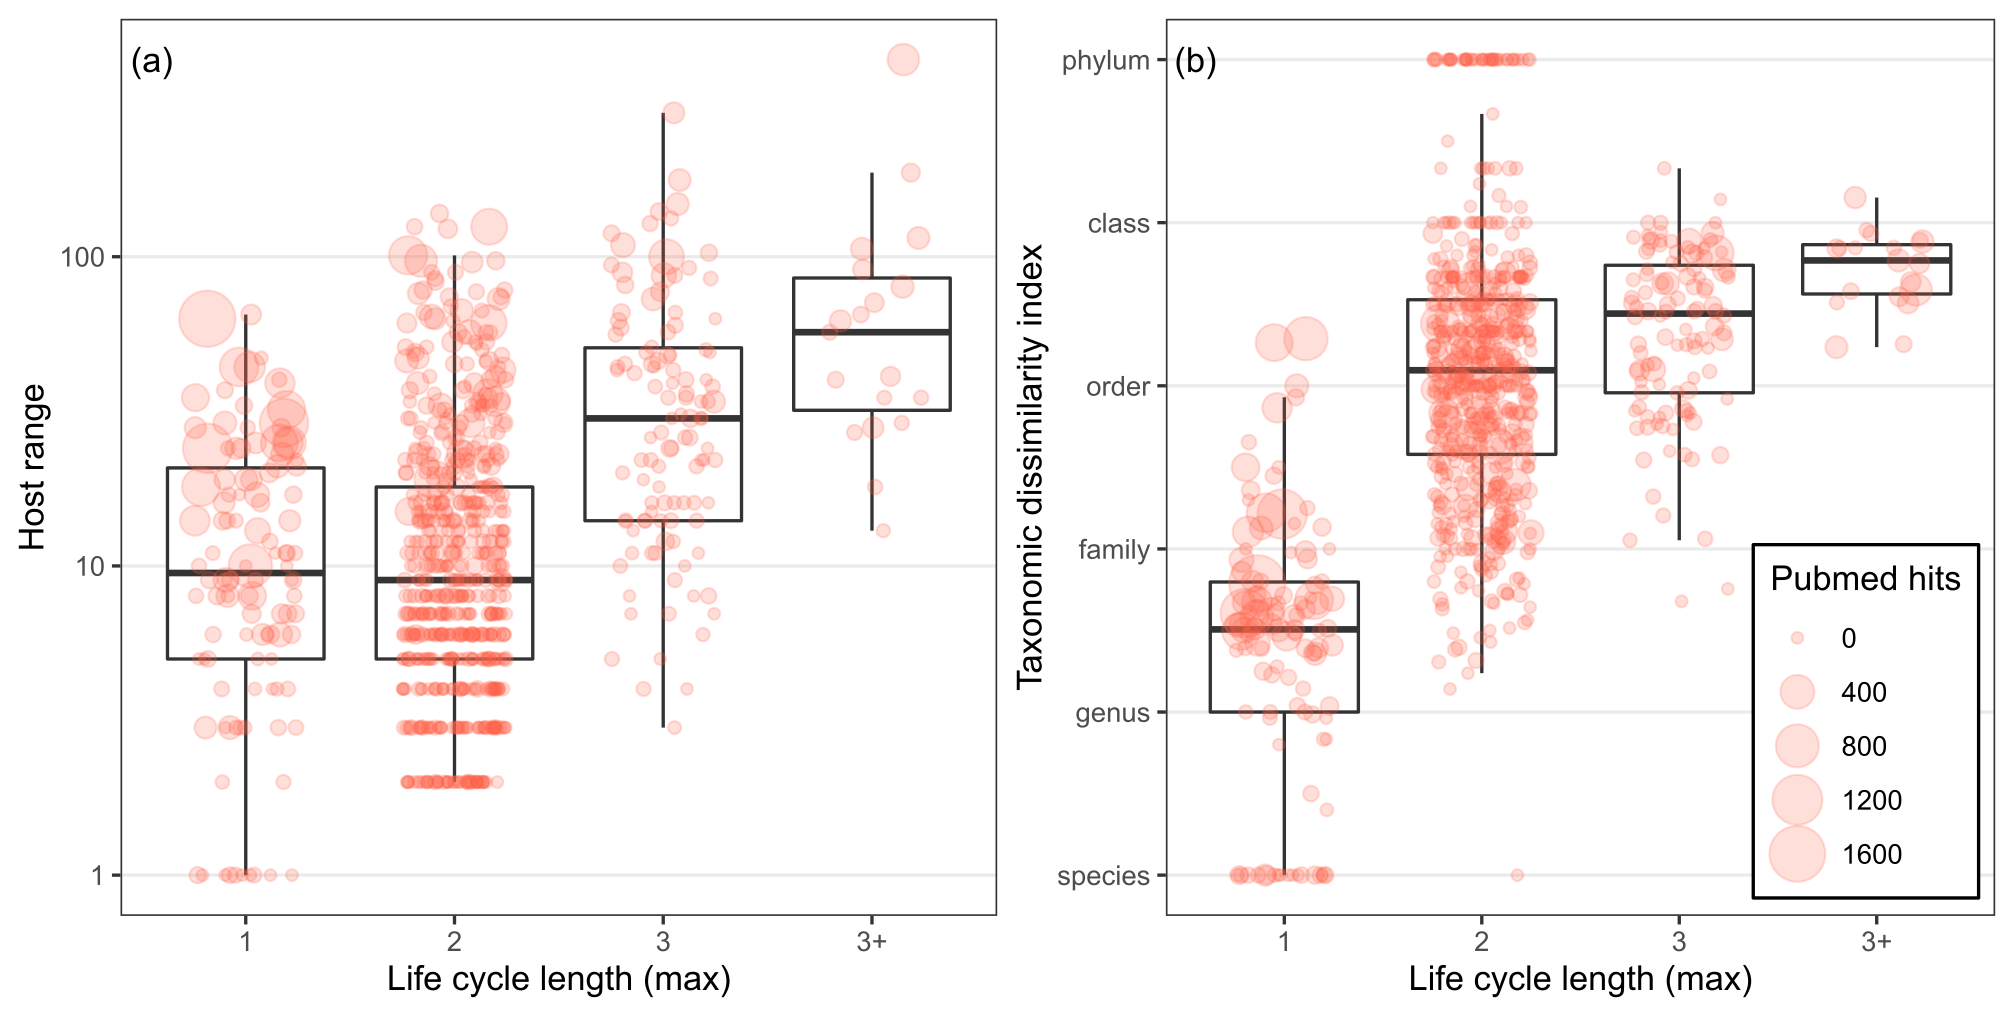 (a)
Host range
100
10
1
1
2
3
3+
Life cycle length (max)
(b)
Taxonomic dissimilarity index
phylum
class
order
family
genus
species
1
2
3
3+
Life cycle length (max)
Pubmed hits
0
400
800
1200
1600